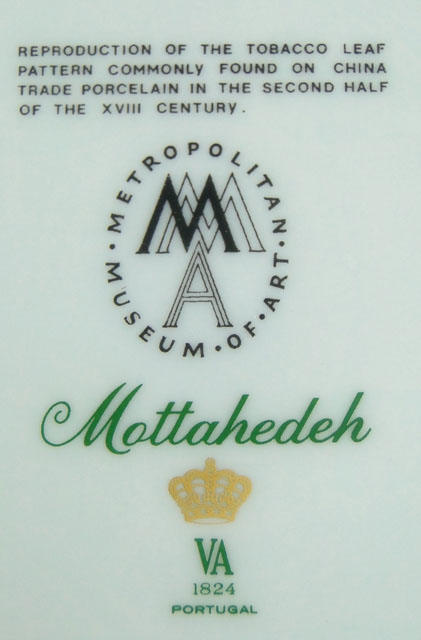 REPRODUCTION OF THE TOBACCO LEAF
PATTERN COMMONLY FOUND ON CHINA
TRADE PORCELAIN IN THE SECOND HALF
OF THE XVIII CENTURY.
METROPOLITAN · MUSEUM · OF · ART ·
MMA
Mottahedeh
VA
1824
PORTUGAL